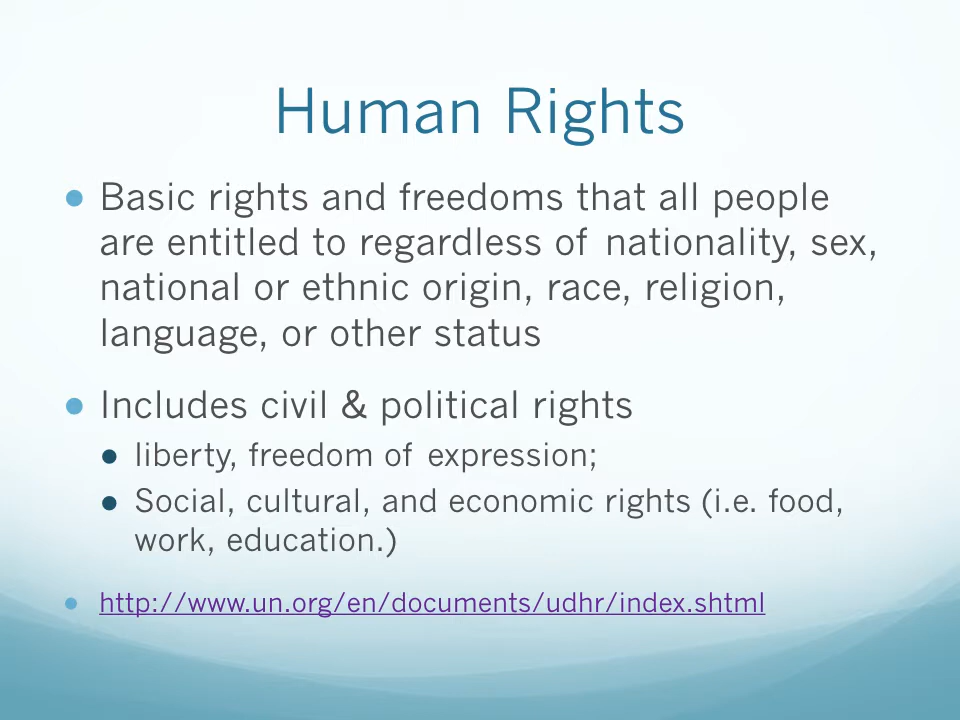 Human Rights
Basic rights and freedoms that all people
are entitled to regardless of nationality, sex,
national or ethnic origin, race, religion,
language, or other status
Includes civil & political rights
liberty, freedom of expression;
Social, cultural, and economic rights (i.e. food,
work, education.)
http://www.un.org/en/documents/udhr/index.shtml